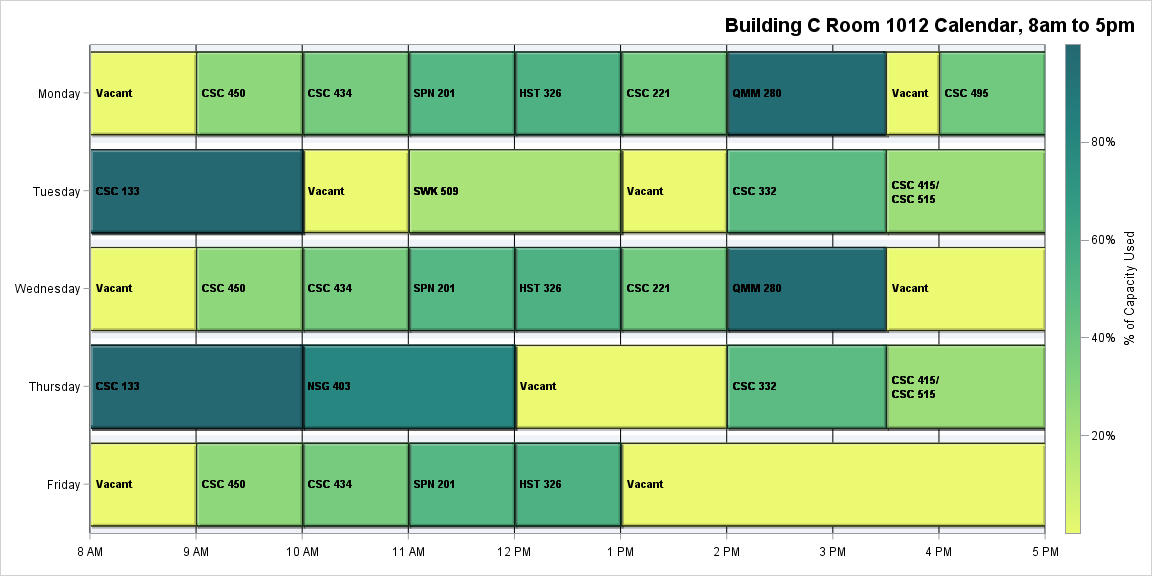 Building C Room 1012 Calendar, 8am to 5pm
Monday
Vacant
CSC 450
CSC 434
SPN 201
HST 326
CSC 221
QMM 280
Vacant
CSC 495
Tuesday
CSC 133
Vacant
SWK 509
Vacant
CSC 332
CSC 415/
CSC 515
Wednesday
Vacant
CSC 450
CSC 434
SPN 201
HST 326
CSC 221
QMM 280
Vacant
Thursday
CSC 133
NSG 403
Vacant
CSC 332
CSC 415/
CSC 515
Friday
Vacant
CSC 450
CSC 434
SPN 201
HST 326
Vacant
8 AM
9 AM
10 AM
11 AM
12 PM
1 PM
2 PM
3 PM
4 PM
5 PM
80%
60%
40%
20%
% of Capacity Used